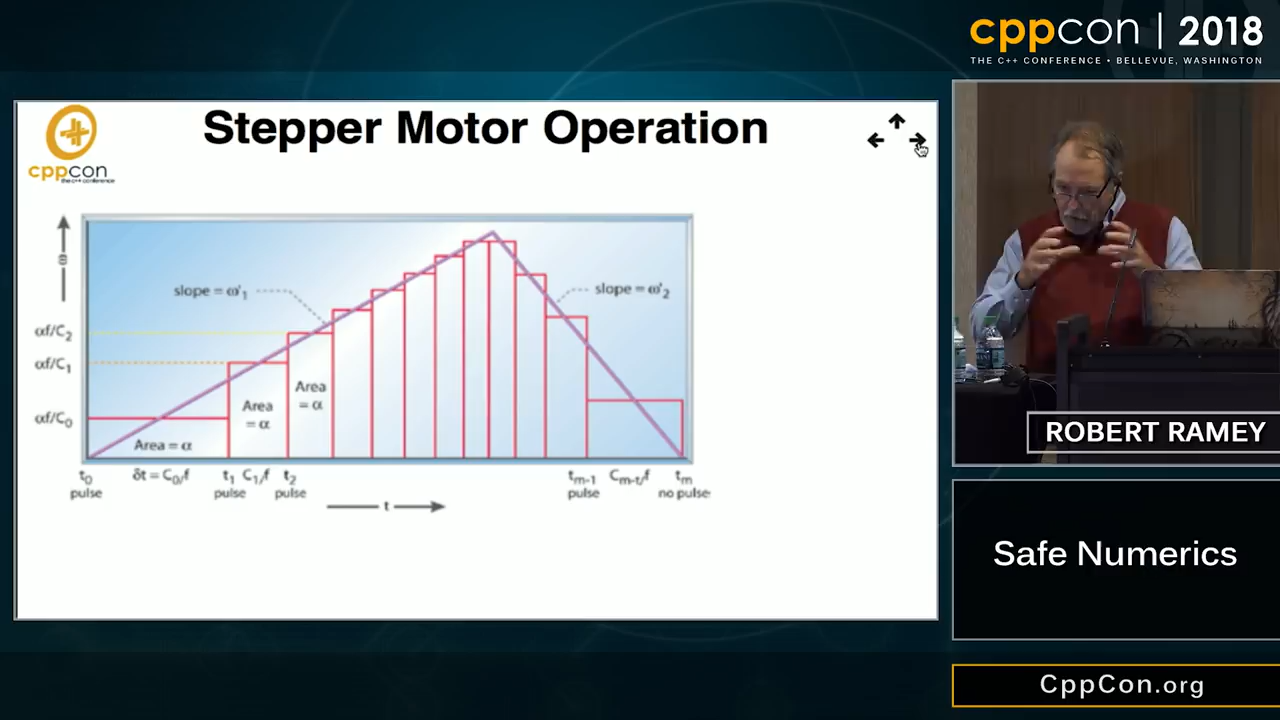 cppcon | 2018
THE C++ CONFERENCE • BELLEVUE, WASHINGTON
cppcon
the c++ conference
Stepper Motor Operation
ω
slope = ω'₁
slope = ω'₂
αf/C₂
αf/C₁
αf/C₀
Area = α
Area = α
Area = α
t₀ pulse
δt = C₀/f
t₁ pulse
C₁/f
t₂ pulse
t
tₘ₋₁ pulse
Cₘ₋ₜ/f
tₘ no pulse
ROBERT RAMEY
Safe Numerics
CppCon.org